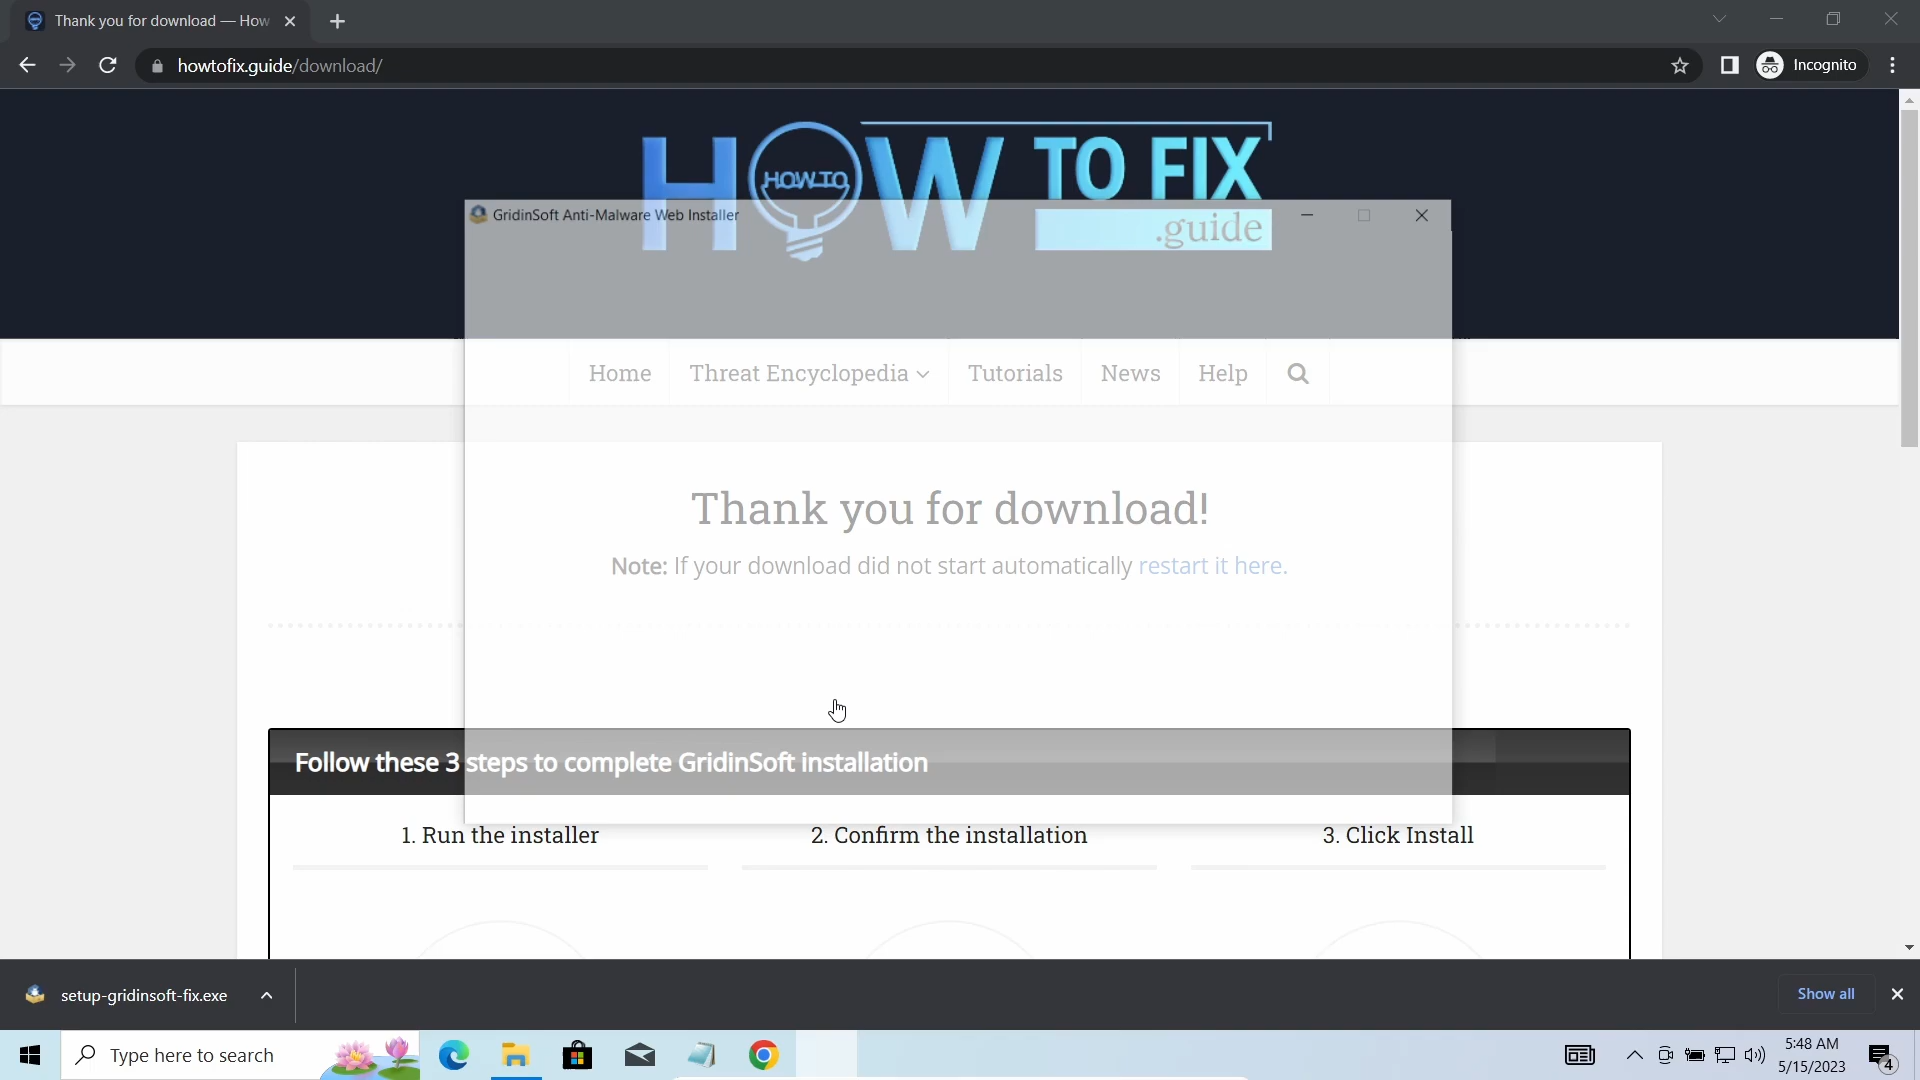 Thank you for download — How
howtofix.guide/download/
Incognito
HOW TO FIX
HOW TO
.guide
GridinSoft Anti-Malware Web Installer
Home
Threat Encyclopedia
Tutorials
News
Help
Thank you for download!
Note: If your download did not start automatically restart it here.
Follow these 3 steps to complete GridinSoft installation
1. Run the installer
2. Confirm the installation
3. Click Install
setup-gridinsoft-fix.exe
Show all
Type here to search
5:48 AM
5/15/2023
4